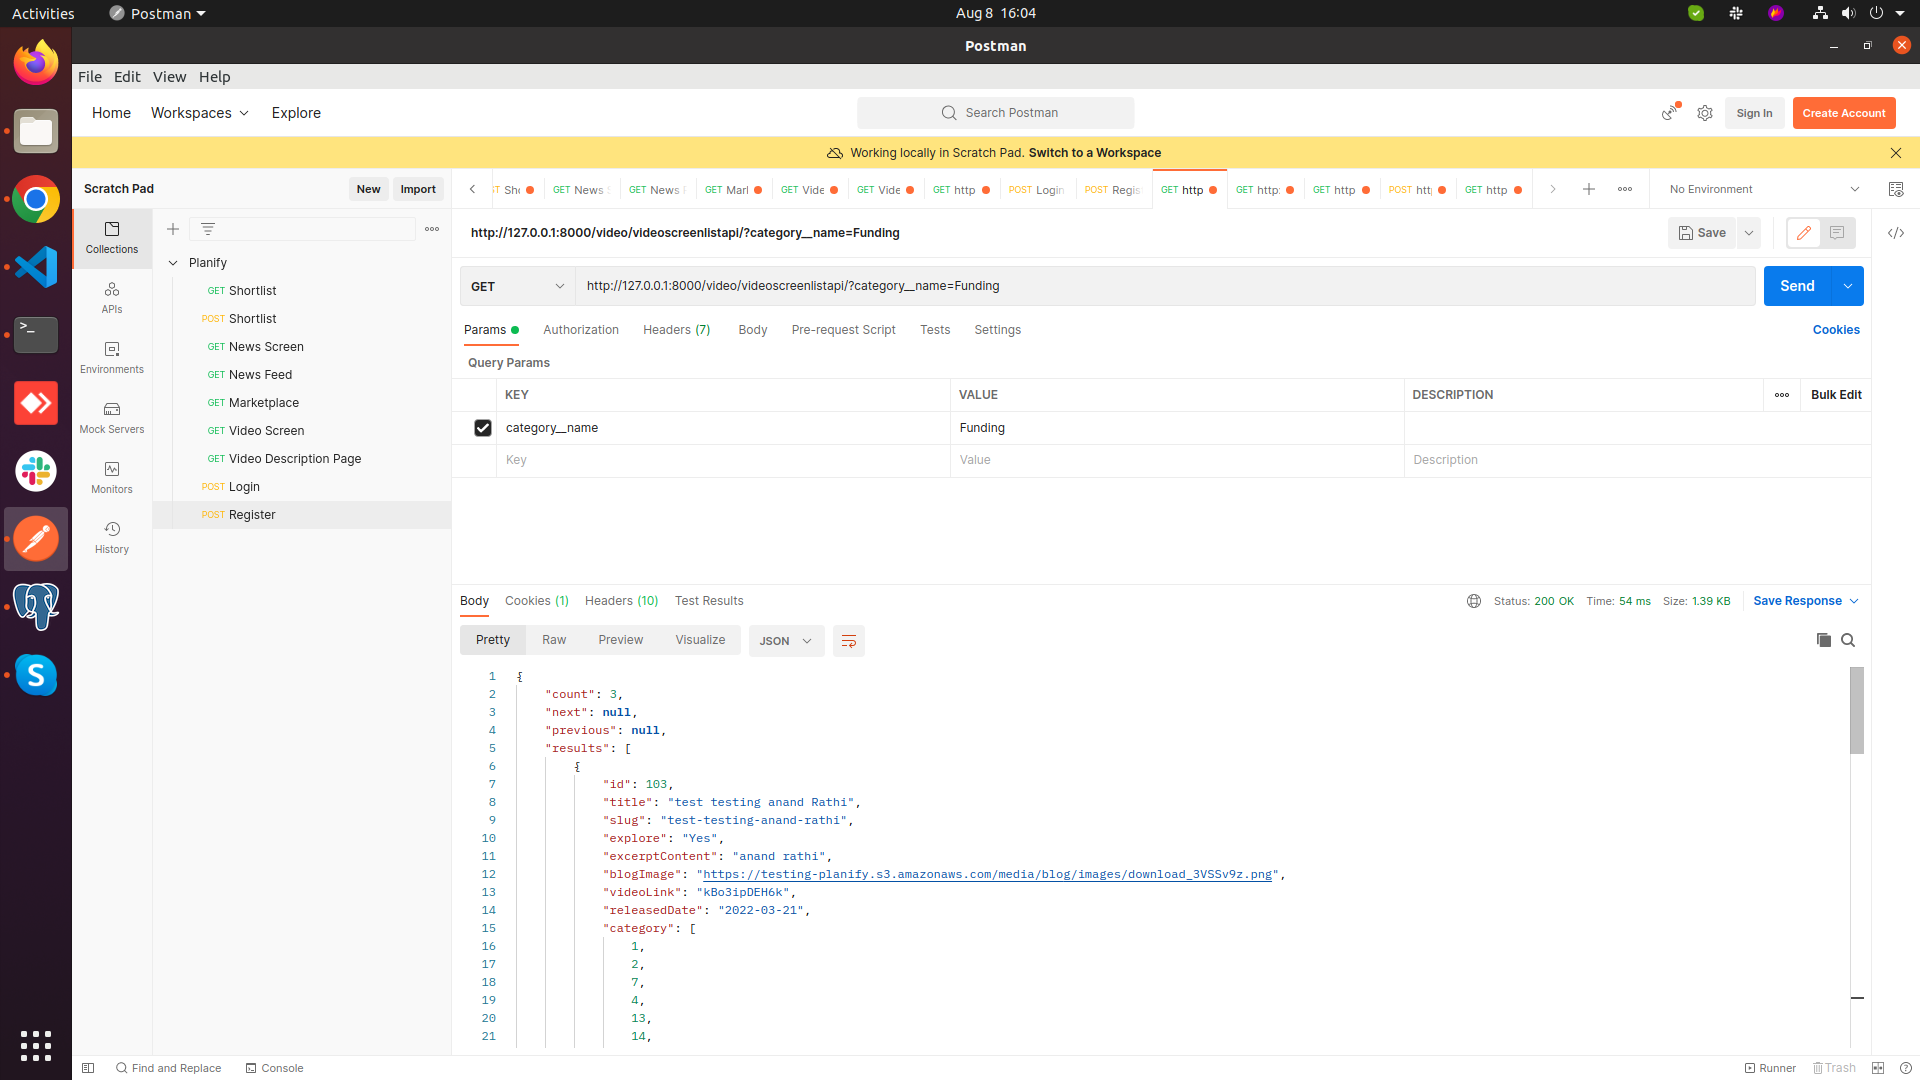 Activities
Postman
Aug 8 16:04
Postman
File Edit View Help
Home Workspaces Explore
Search Postman
Sign In
Create Account
Working locally in Scratch Pad. Switch to a Workspace
Scratch Pad
New
Import
Sho
GET News
GET News
GET Marl
GET Vide
GET Vide
GET http
POST Login
POST Regis
GET http
GET http:
GET http
POST htt
GET http
No Environment
Collections
APIs
Environments
Mock Servers
Monitors
History
Planify
GET Shortlist
POST Shortlist
GET News Screen
GET News Feed
GET Marketplace
GET Video Screen
GET Video Description Page
POST Login
POST Register
http://127.0.0.1:8000/video/videoscreenlistapi/?category__name=Funding
Save
GET
http://127.0.0.1:8000/video/videoscreenlistapi/?category__name=Funding
Send
Params Authorization Headers (7) Body Pre-request Script Tests Settings
Cookies
Query Params
KEY VALUE DESCRIPTION Bulk Edit
category__name Funding
Key Value Description
Body Cookies (1) Headers (10) Test Results
Status: 200 OK Time: 54 ms Size: 1.39 KB
Save Response
Pretty Raw Preview Visualize JSON
1 {
2 "count": 3,
3 "next": null,
4 "previous": null,
5 "results": [
6 {
7 "id": 103,
8 "title": "test testing anand Rathi",
9 "slug": "test-testing-anand-rathi",
10 "explore": "Yes",
11 "excerptContent": "anand rathi",
12 "blogImage": "https://testing-planify.s3.amazonaws.com/media/blog/images/download_3VSSv9z.png",
13 "videoLink": "kBo3ipDEH6k",
14 "releasedDate": "2022-03-21",
15 "category": [
16 1,
17 2,
18 7,
19 4,
20 13,
21 14,
Find and Replace
Console
Runner
Trash